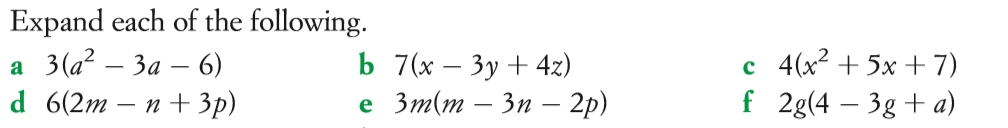 Expand each of the following.
a 3(a² – 3a – 6) b 7(x – 3y + 4z) c 4(x² + 5x + 7)
d 6(2m – n + 3p) e 3m(m – 3n – 2p) f 2g(4 – 3g + a)